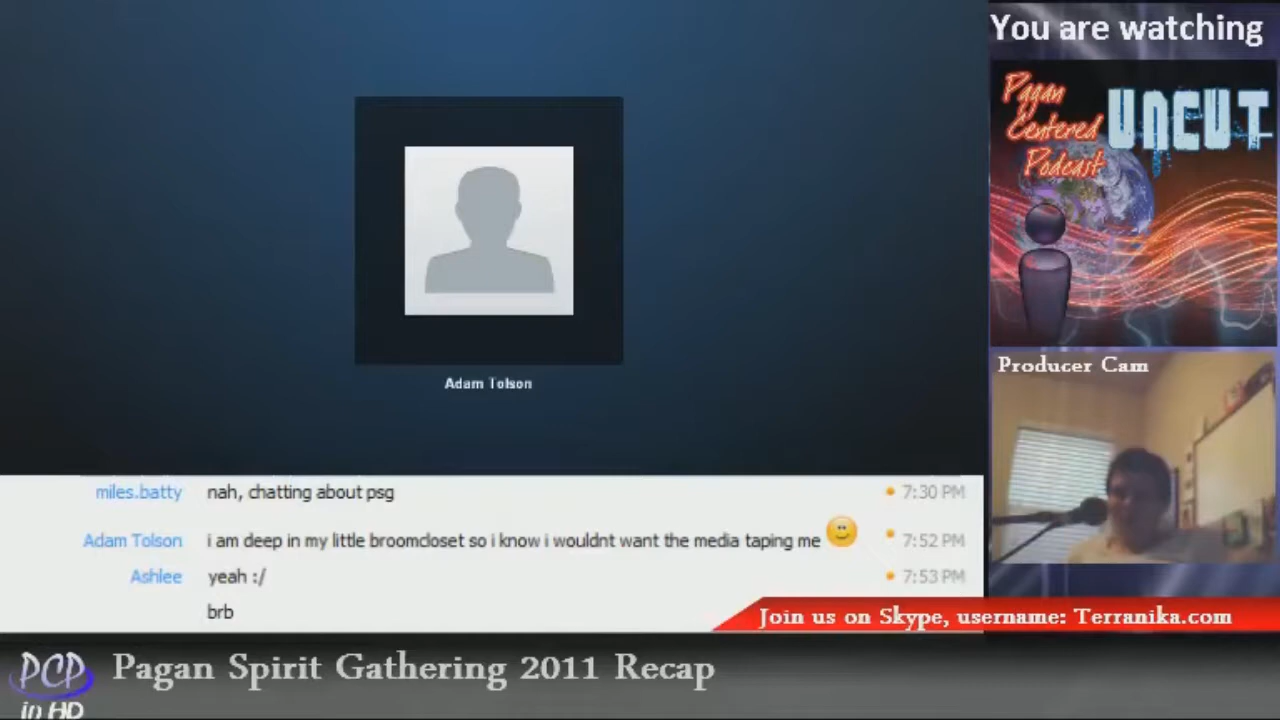 You are watching
Pagan
Centered
Podcast
UNCUT
Producer Cam
Adam Tolson
miles.batty nah, chatting about psg 7:30 PM
Adam Tolson i am deep in my little broomcloset so i know i wouldnt want the media taping me 7:52 PM
Ashlee yeah :/ 7:53 PM
brb
Join us on Skype, username: Terranika.com
PCP
in HD
Pagan Spirit Gathering 2011 Recap